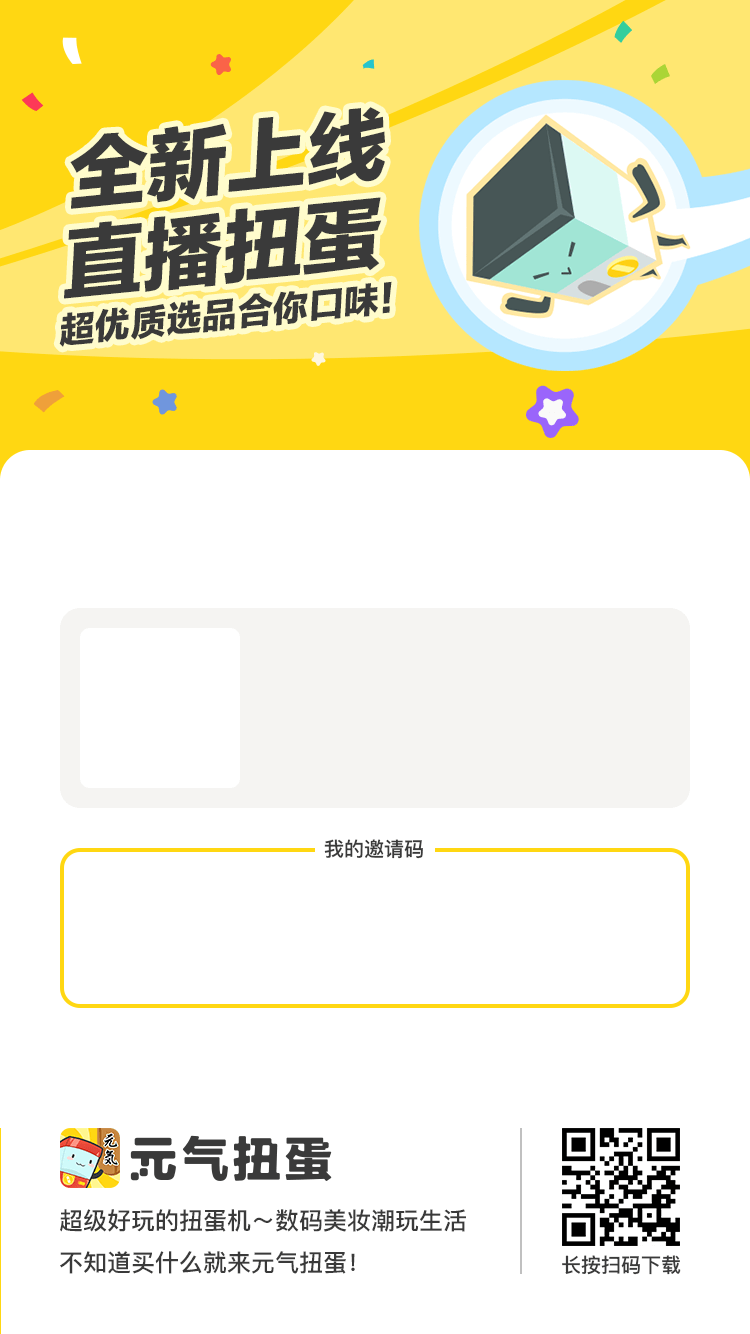 全新上线
直播扭蛋
超优质选品合你口味!
我的邀请码
元気
元气扭蛋
超级好玩的扭蛋机～数码美妆潮玩生活
不知道买什么就来元气扭蛋!
长按扫码下载